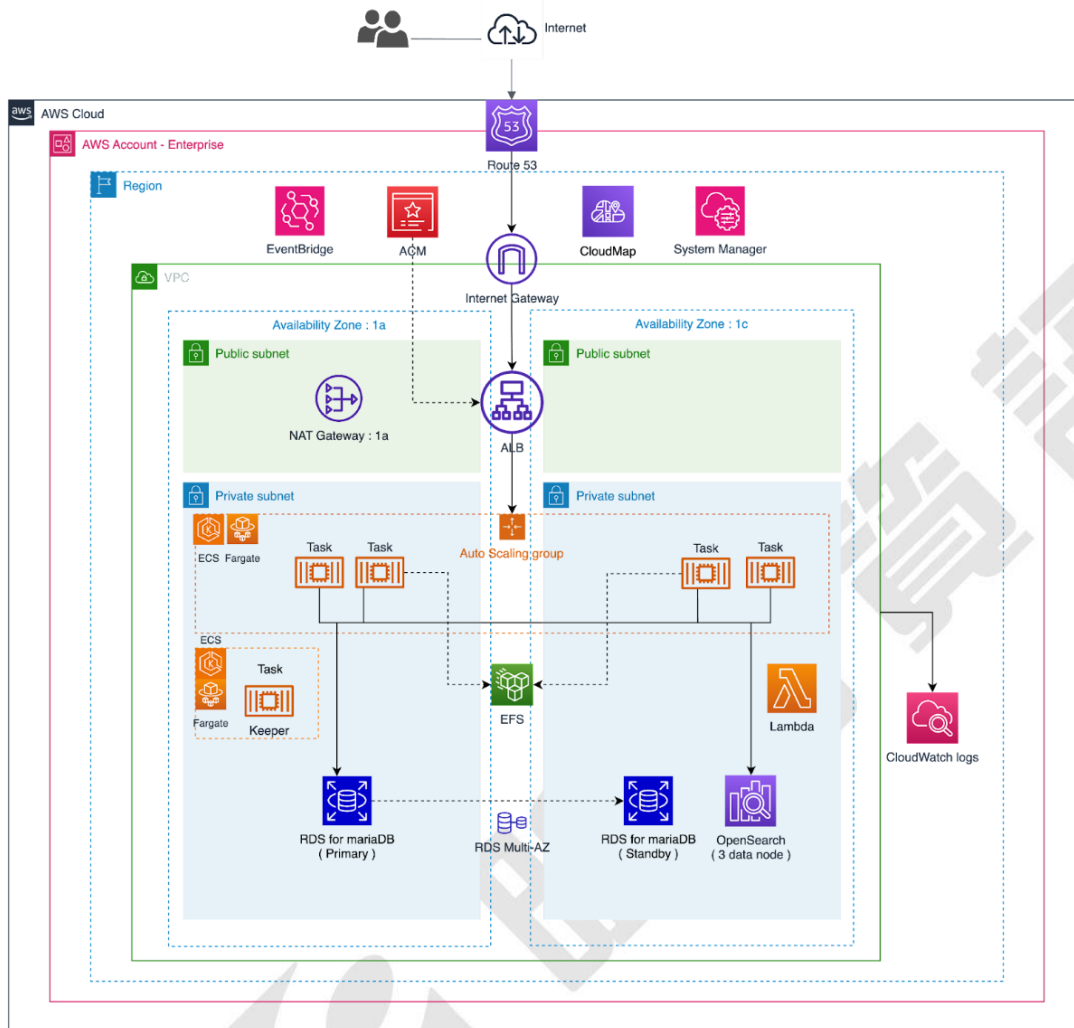 Internet
aws
AWS Cloud
AWS Account - Enterprise
53
Route 53
Region
EventBridge
ACM
CloudMap
System Manager
VPC
Internet Gateway
Availability Zone : 1a
Availability Zone : 1c
Public subnet
Public subnet
NAT Gateway : 1a
ALB
Private subnet
Private subnet
ECS
Fargate
Auto Scaling group
Task
Task
Task
Task
ECS
Fargate
Task
Keeper
EFS
Lambda
CloudWatch logs
RDS for mariaDB
( Primary )
RDS Multi-AZ
RDS for mariaDB
( Standby )
OpenSearch
( 3 data node )